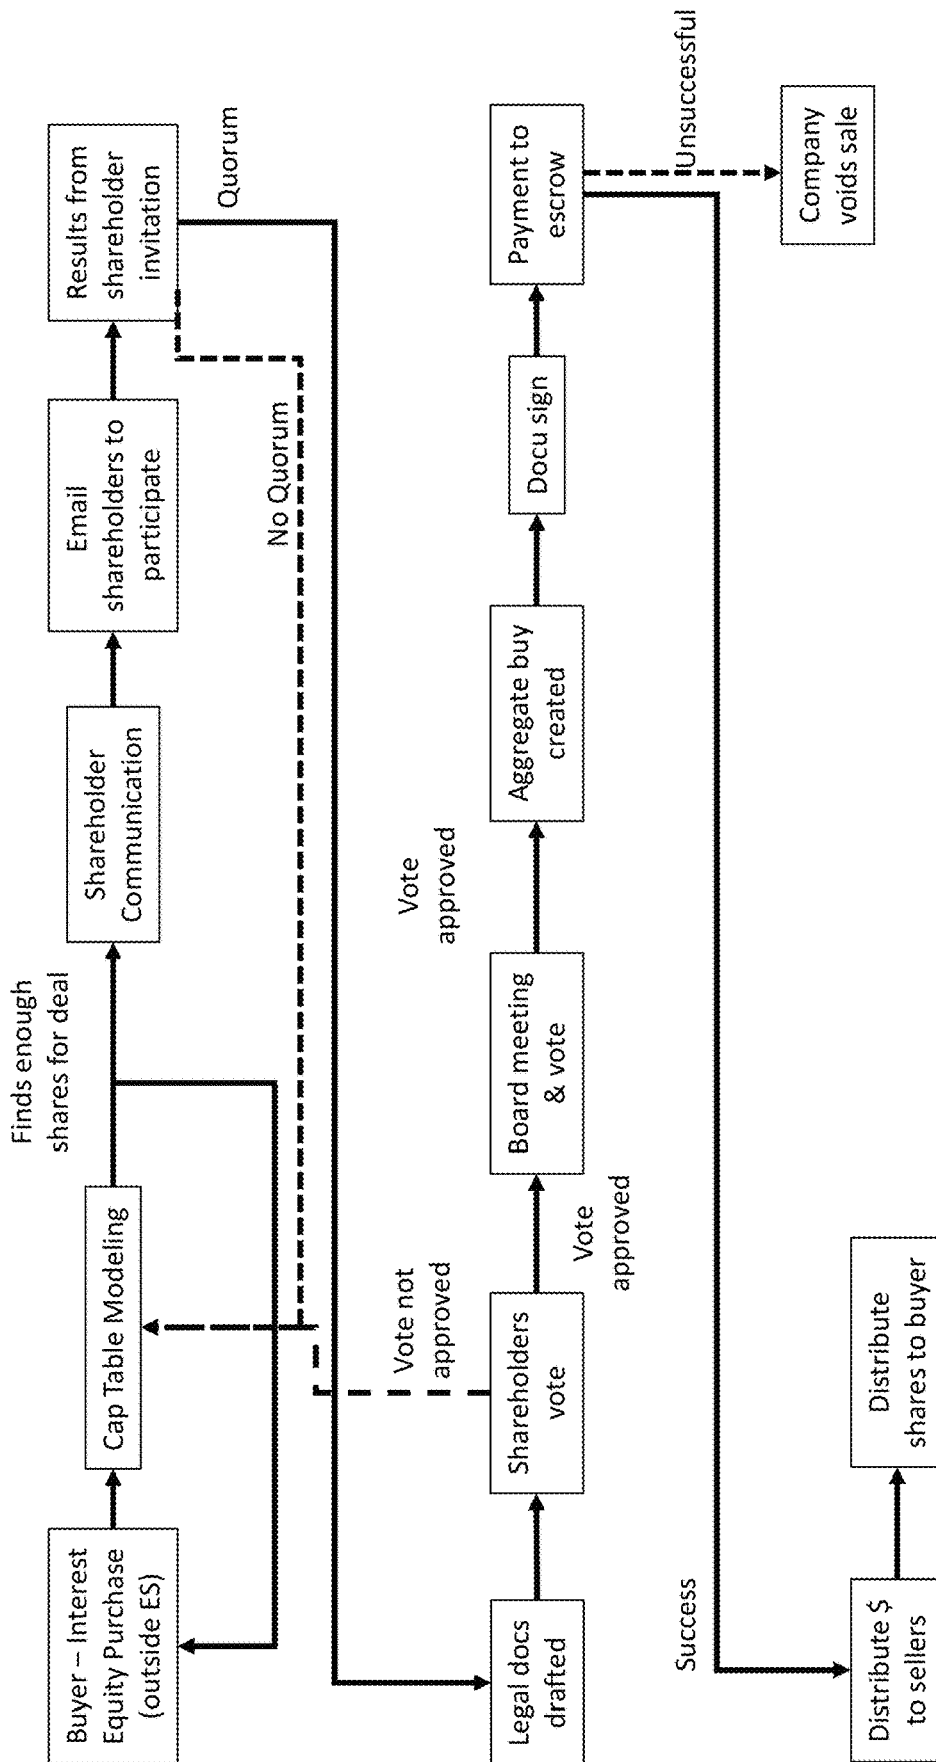 Buyer – Interest
Equity Purchase
(outside ES)
Cap Table Modeling
Finds enough
shares for deal
Shareholder
Communication
Email
shareholders to
participate
Results from
shareholder
invitation
No Quorum
Quorum
Legal docs
drafted
Shareholders
vote
Vote not
approved
Vote
approved
Board meeting
& vote
Vote
approved
Aggregate buy
created
Docu sign
Payment to
escrow
Success
Unsuccessful
Distribute $
to sellers
Distribute
shares to buyer
Company
voids sale